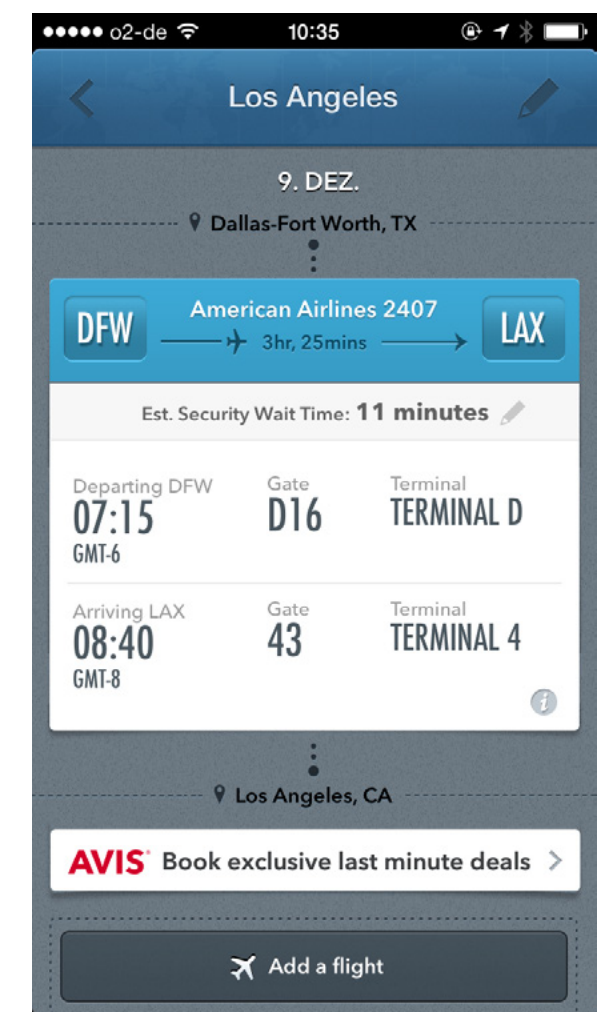 o2-de 10:35
Los Angeles
9. DEZ.
Dallas-Fort Worth, TX
DFW American Airlines 2407 LAX
3hr, 25mins
Est. Security Wait Time: 11 minutes
Departing DFW Gate Terminal
07:15 D16 TERMINAL D
GMT-6
Arriving LAX Gate Terminal
08:40 43 TERMINAL 4
GMT-8
i
Los Angeles, CA
AVIS Book exclusive last minute deals
Add a flight